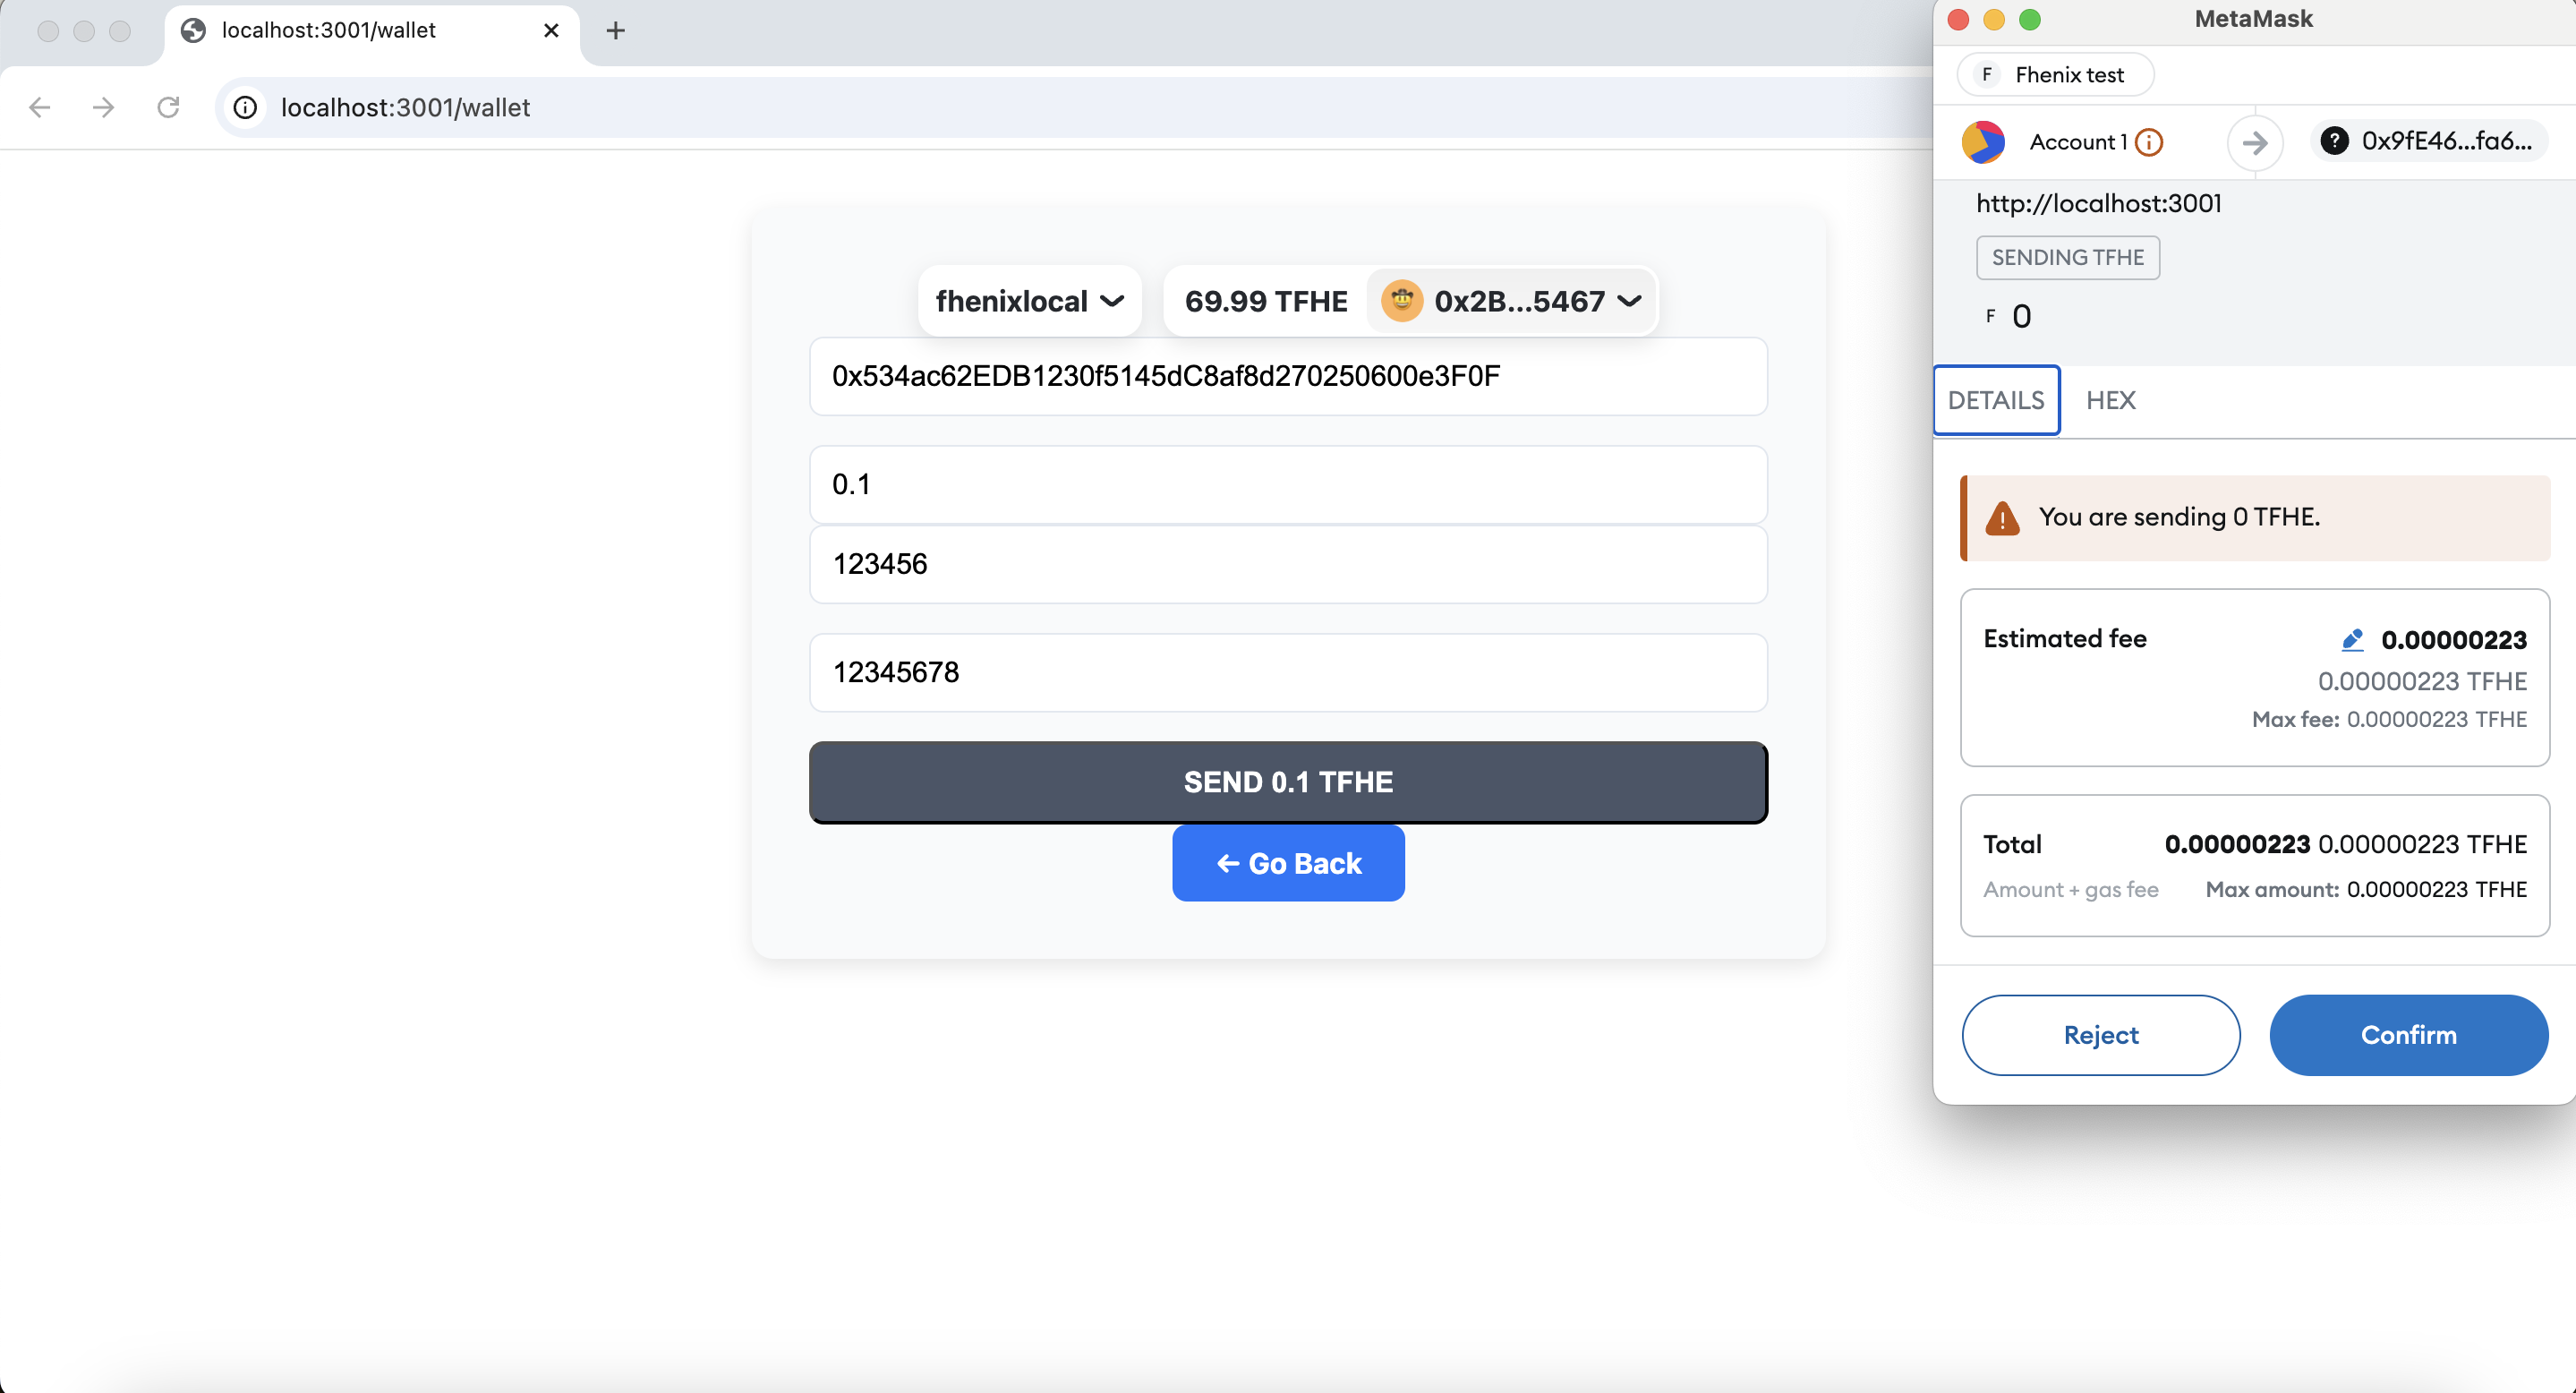 localhost:3001/wallet
localhost:3001/wallet
fhenixlocal
69.99 TFHE
0x2B...5467
0x534ac62EDB1230f5145dC8af8d270250600e3F0F
0.1
123456
12345678
SEND 0.1 TFHE
← Go Back
MetaMask
F Fhenix test
Account 1
0x9fE46...fa6...
http://localhost:3001
SENDING TFHE
F 0
DETAILS HEX
You are sending 0 TFHE.
Estimated fee 0.00000223
0.00000223 TFHE
Max fee: 0.00000223 TFHE
Total 0.00000223 0.00000223 TFHE
Amount + gas fee Max amount: 0.00000223 TFHE
Reject Confirm